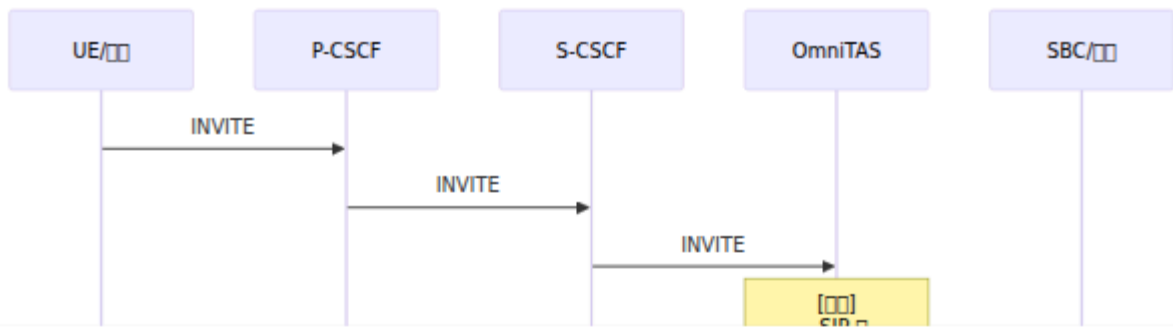 UE/
P-CSCF
S-CSCF
OmniTAS
SBC/
INVITE
INVITE
INVITE
SIP